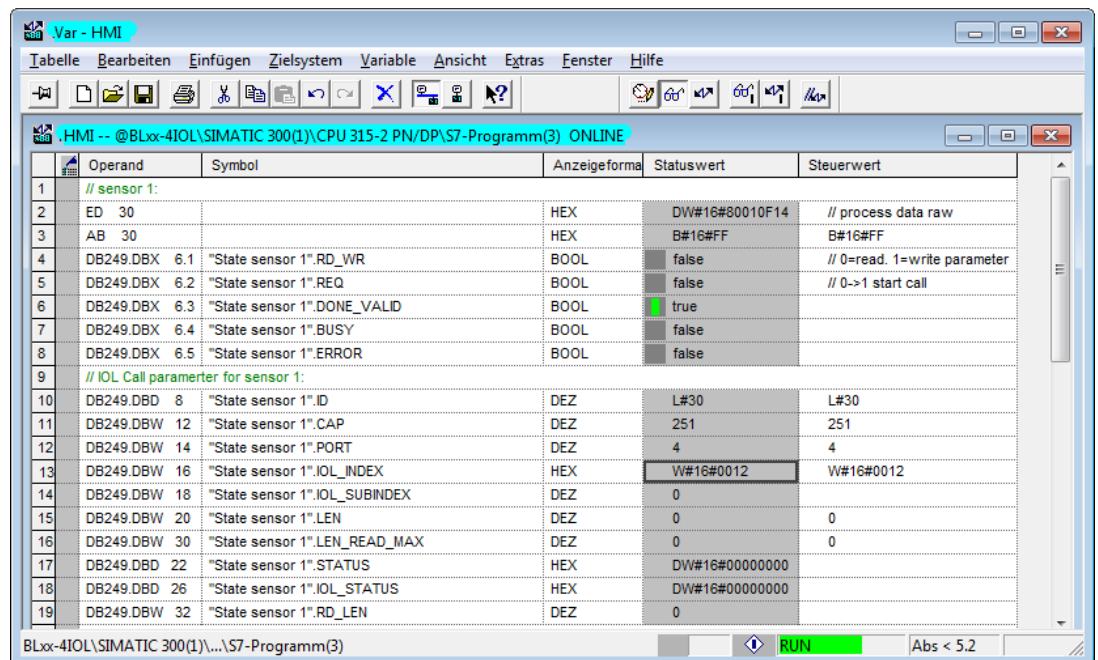 .Var - HMI
Tabelle Bearbeiten Einfügen Zielsystem Variable Ansicht Extras Fenster Hilfe
.HMI -- @BLxx-4IOL\SIMATIC 300(1)\CPU 315-2 PN/DP\S7-Programm(3) ONLINE
Operand Symbol Anzeigeforma Statuswert Steuerwert
1 // sensor 1:
2 ED 30 HEX DW#16#80010F14 // process data raw
3 AB 30 HEX B#16#FF B#16#FF
4 DB249.DBX 6.1 "State sensor 1".RD_WR BOOL false // 0=read. 1=write parameter
5 DB249.DBX 6.2 "State sensor 1".REQ BOOL false // 0->1 start call
6 DB249.DBX 6.3 "State sensor 1".DONE_VALID BOOL true
7 DB249.DBX 6.4 "State sensor 1".BUSY BOOL false
8 DB249.DBX 6.5 "State sensor 1".ERROR BOOL false
9 // IOL Call paramerter for sensor 1:
10 DB249.DBD 8 "State sensor 1".ID DEZ L#30 L#30
11 DB249.DBW 12 "State sensor 1".CAP DEZ 251 251
12 DB249.DBW 14 "State sensor 1".PORT DEZ 4 4
13 DB249.DBW 16 "State sensor 1".IOL_INDEX HEX W#16#0012 W#16#0012
14 DB249.DBW 18 "State sensor 1".IOL_SUBINDEX DEZ 0
15 DB249.DBW 20 "State sensor 1".LEN DEZ 0 0
16 DB249.DBW 30 "State sensor 1".LEN_READ_MAX DEZ 0 0
17 DB249.DBD 22 "State sensor 1".STATUS HEX DW#16#00000000
18 DB249.DBD 26 "State sensor 1".IOL_STATUS HEX DW#16#00000000
19 DB249.DBW 32 "State sensor 1".RD_LEN DEZ 0
BLxx-4IOL\SIMATIC 300(1)\...\S7-Programm(3) RUN Abs < 5.2